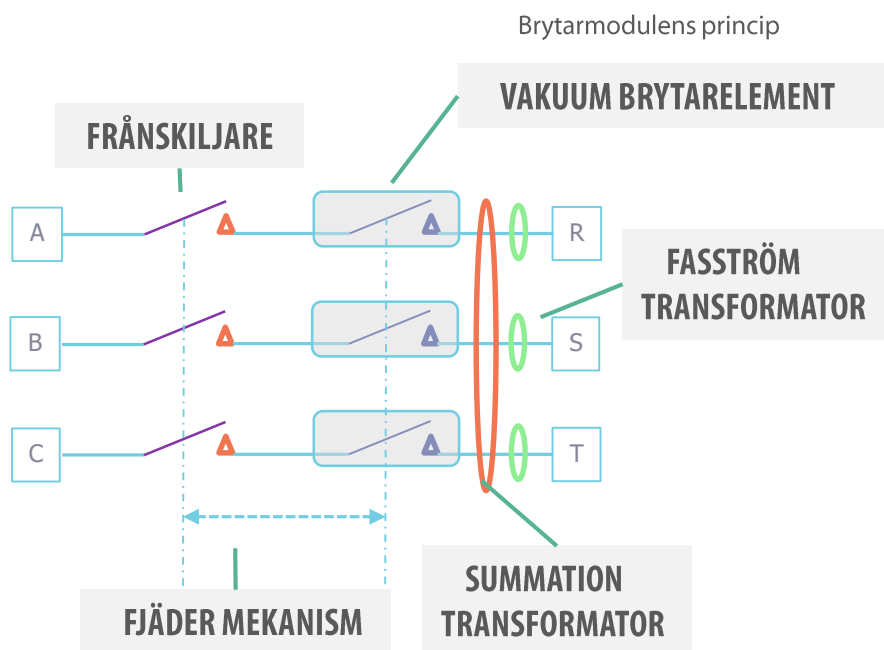 Brytarmodulens princip
VAKUUM BRYTARELEMENT
FRÅNSKILJARE
A
R
FASSTRÖM
TRANSFORMATOR
B
S
C
T
SUMMATION
TRANSFORMATOR
FJÄDER MEKANISM